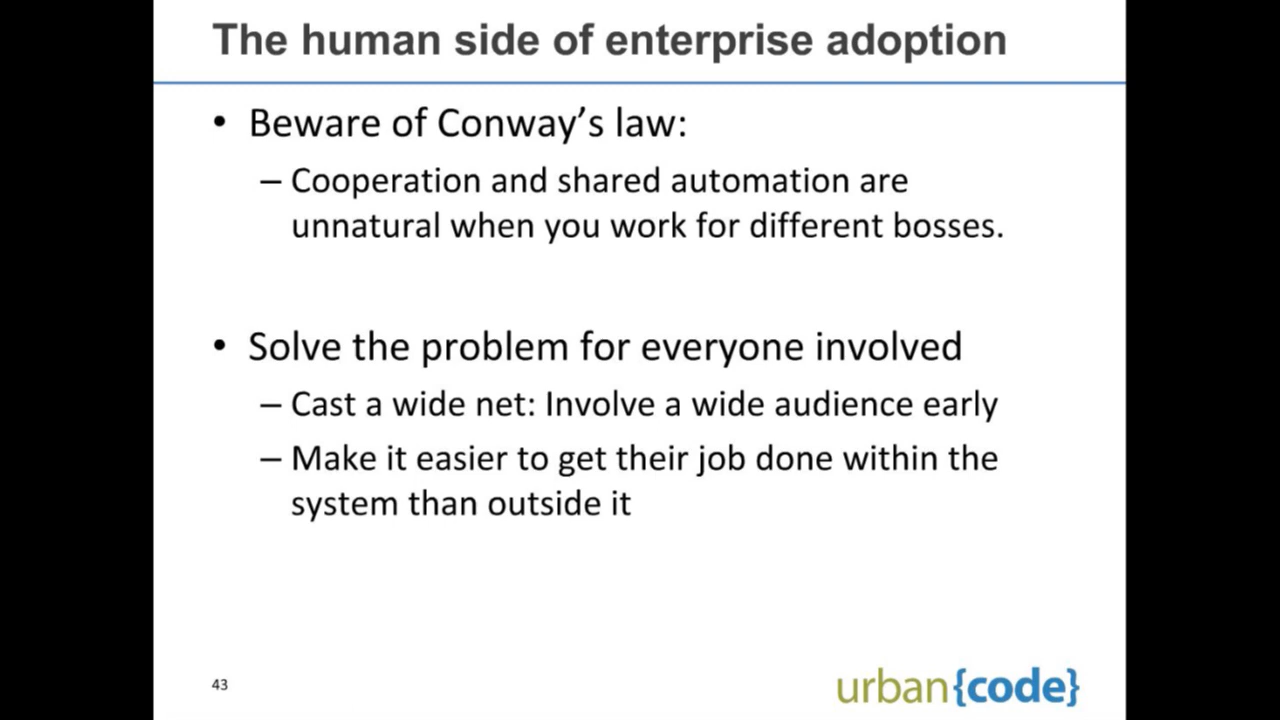 The human side of enterprise adoption
• Beware of Conway’s law:
– Cooperation and shared automation are
unnatural when you work for different bosses.
• Solve the problem for everyone involved
– Cast a wide net: Involve a wide audience early
– Make it easier to get their job done within the
system than outside it
43
urban{code}